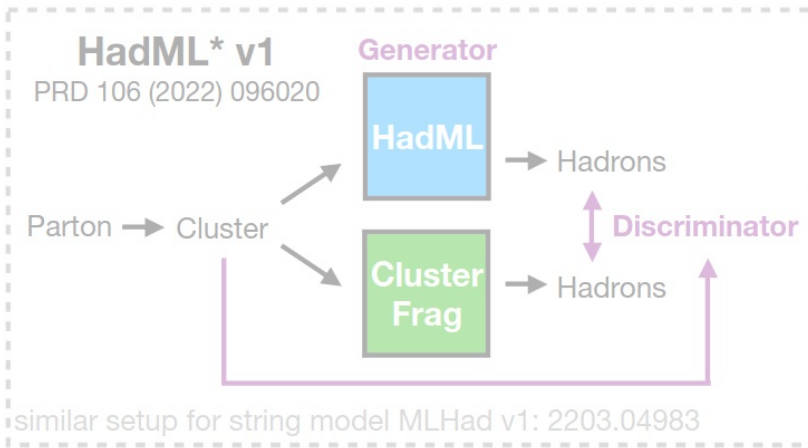 HadML* v1
PRD 106 (2022) 096020
Generator
HadML
Hadrons
Parton
Cluster
Discriminator
Cluster
Frag
Hadrons
similar setup for string model MLHad v1: 2203.04983